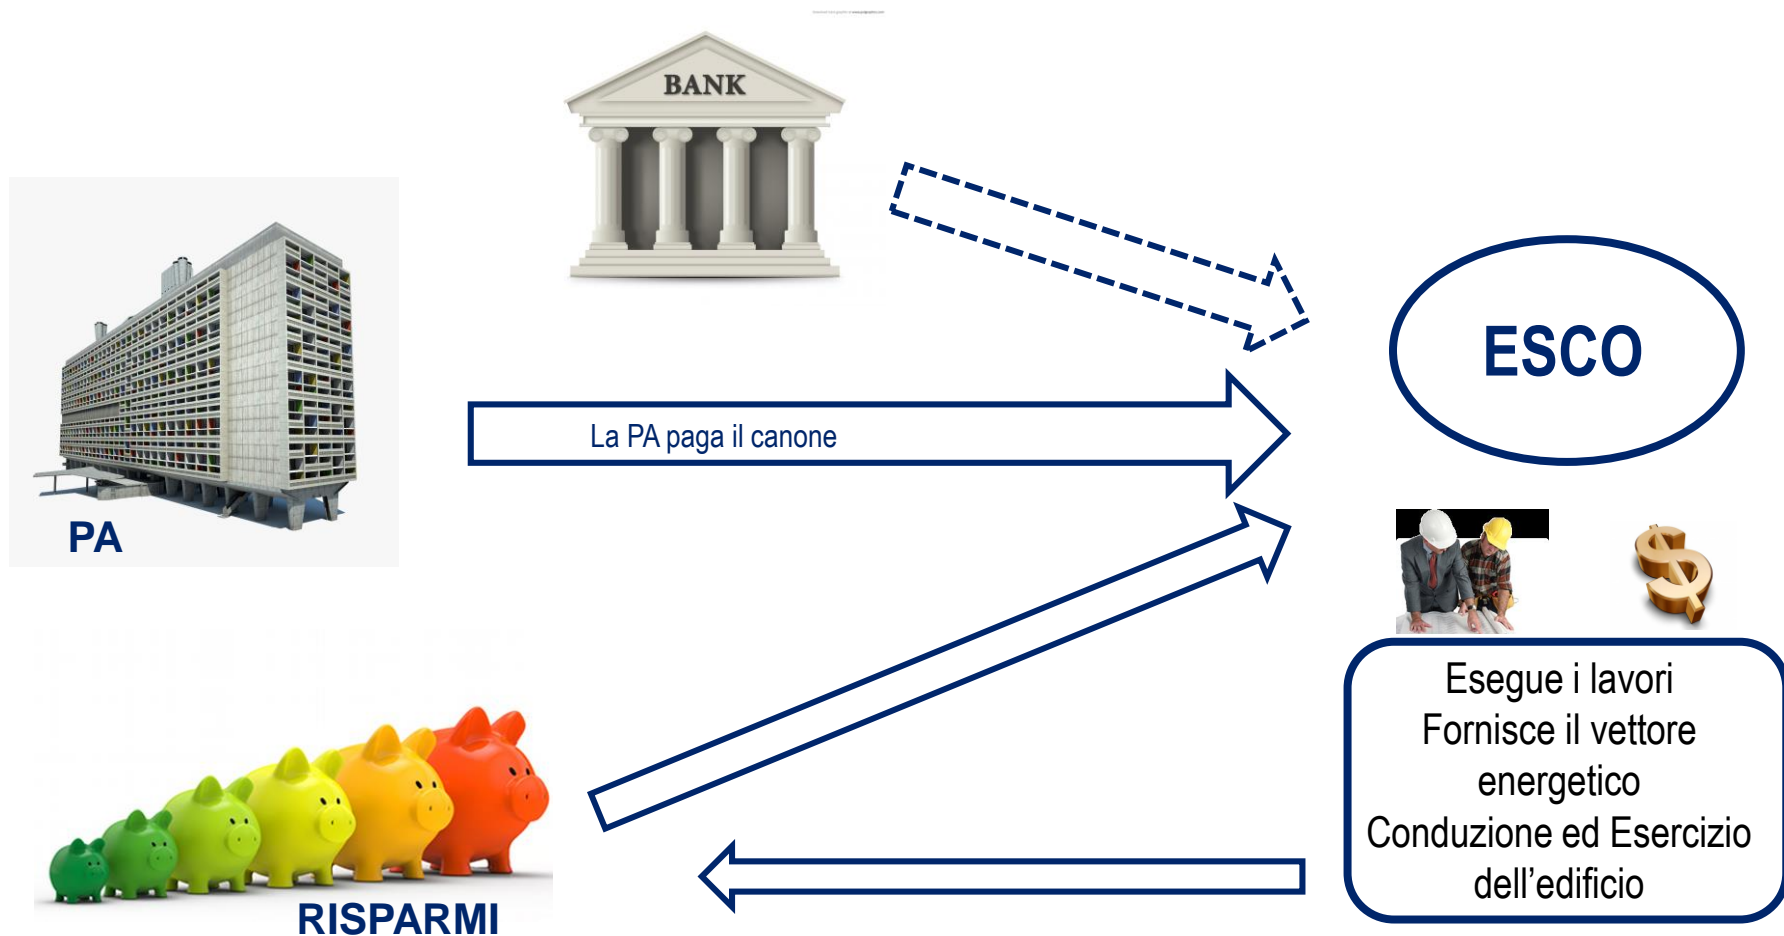 BANK
ESCO
La PA paga il canone
PA
Esegue i lavori
Fornisce il vettore
energetico
Conduzione ed Esercizio
dell’edificio
RISPARMI